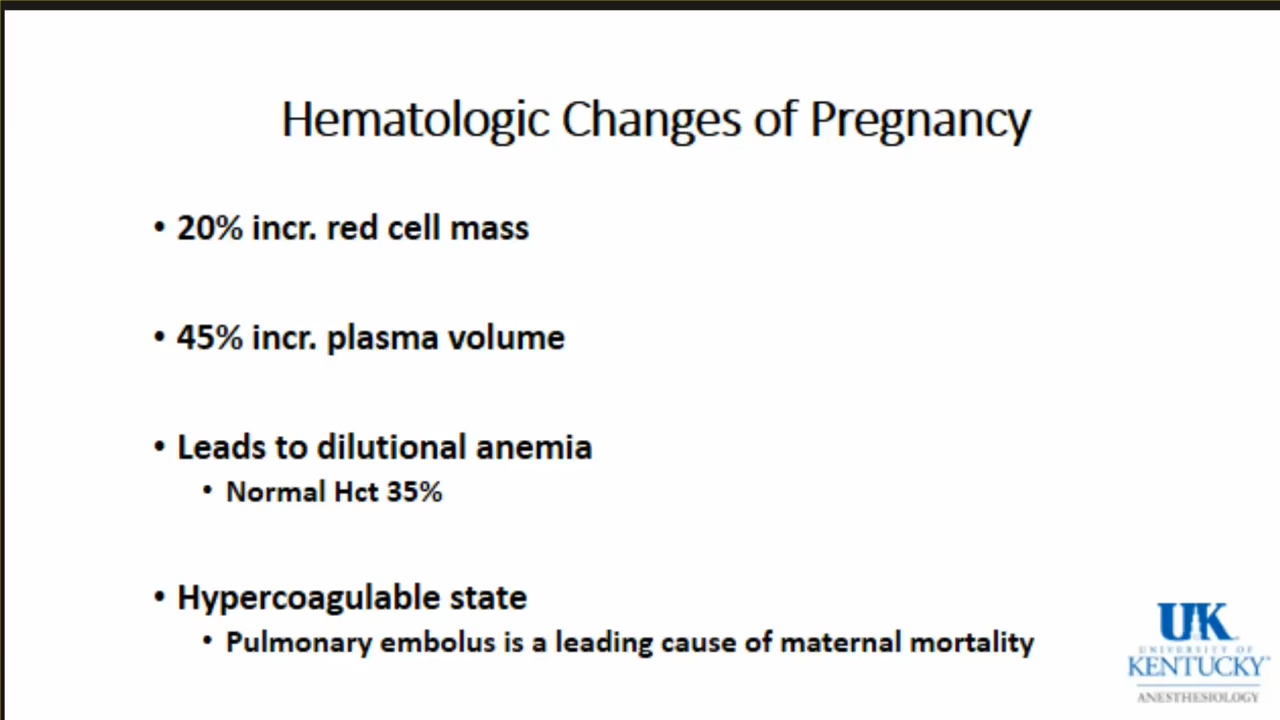 Hematologic Changes of Pregnancy
• 20% incr. red cell mass
• 45% incr. plasma volume
• Leads to dilutional anemia
• Normal Hct 35%
• Hypercoagulable state
• Pulmonary embolus is a leading cause of maternal mortality
UK
UNIVERSITY OF
KENTUCKY
ANESTHESIOLOGY